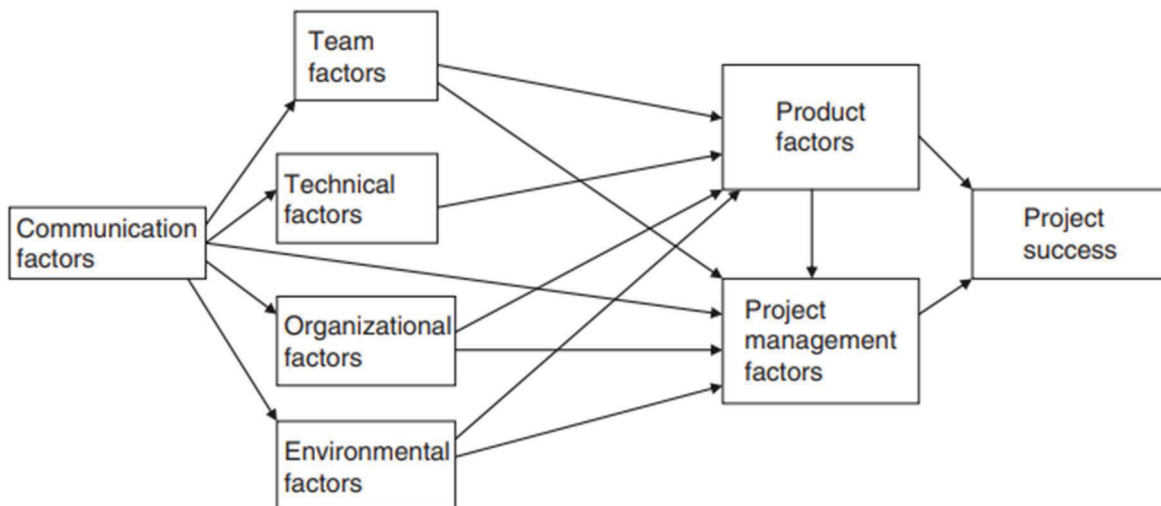 Team
factors
Technical
factors
Communication
factors
Organizational
factors
Environmental
factors
Product
factors
Project
management
factors
Project
success